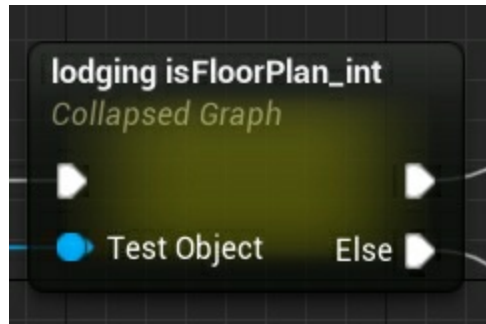 lodging isFloorPlan_int
Collapsed Graph
Test Object
Else